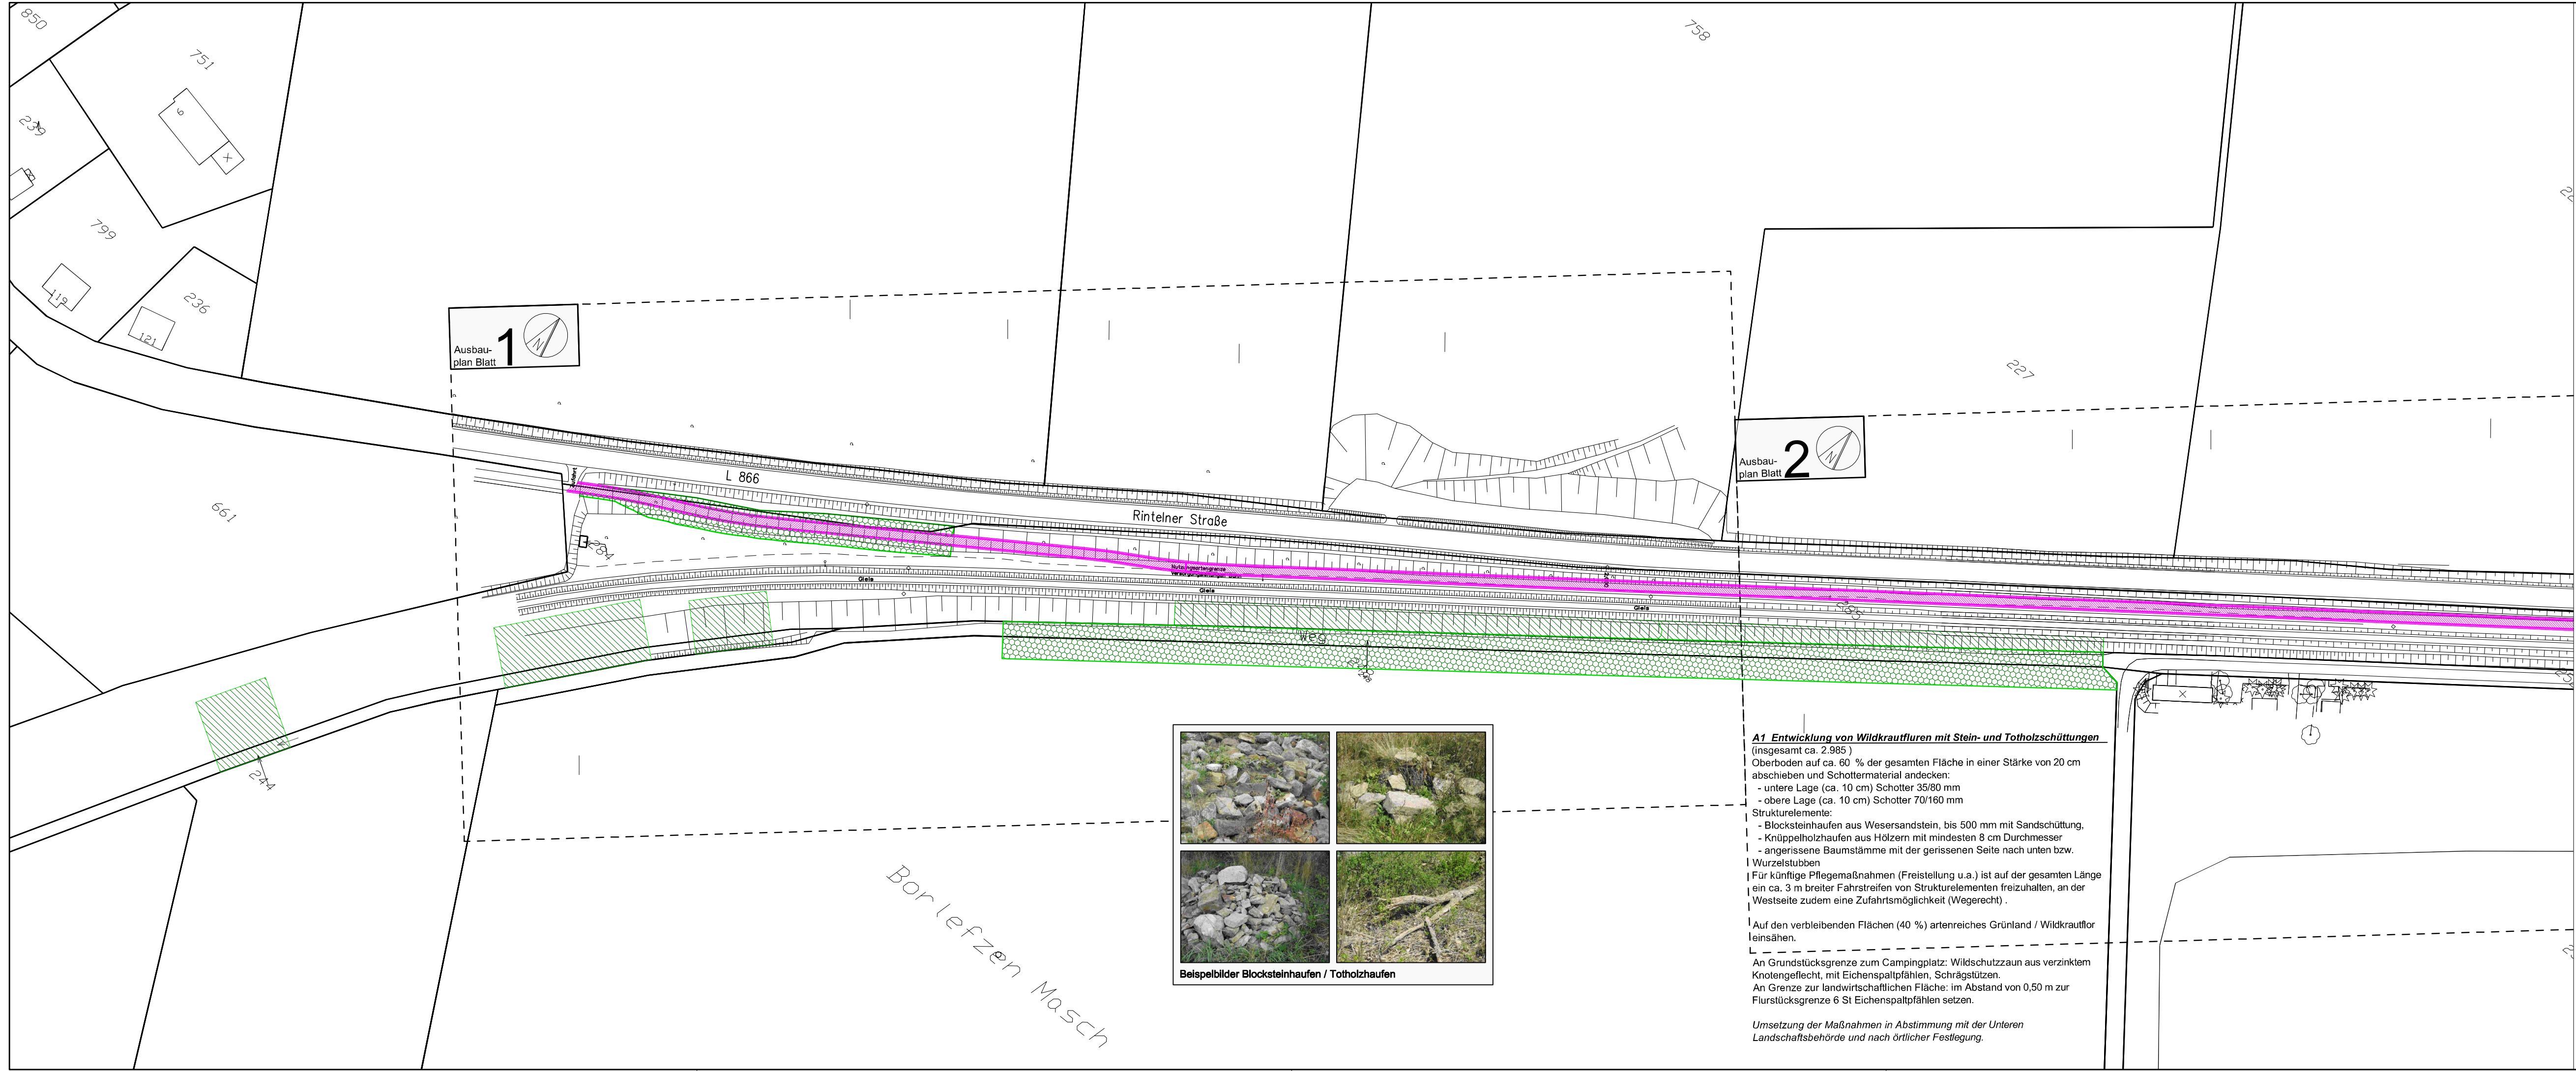 850
751
6
X
239
799
119
236
121
758
227
661
Ausbau-
plan Blatt 1
N
Ausbau-
plan Blatt 2
N
L 866
Rintelner Straße
Zufahrt
284
Nutzungsartengrenze
Gleis
Gleis
Gleis
285
Weg
248
244
X
Borlefzen Masch
Beispelbilder Blocksteinhaufen / Totholzhaufen
A1 Entwicklung von Wildkrautfluren mit Stein- und Totholzschüttungen
(insgesamt ca. 2.985 )
Oberboden auf ca. 60 % der gesamten Fläche in einer Stärke von 20 cm
abschieben und Schottermaterial andecken:
- untere Lage (ca. 10 cm) Schotter 35/80 mm
- obere Lage (ca. 10 cm) Schotter 70/160 mm
Strukturelemente:
- Blocksteinhaufen aus Wesersandstein, bis 500 mm mit Sandschüttung,
- Knüppelholzhaufen aus Hölzern mit mindesten 8 cm Durchmesser
- angerissene Baumstämme mit der gerissenen Seite nach unten bzw.
Wurzelstubben
Für künftige Pflegemaßnahmen (Freistellung u.a.) ist auf der gesamten Länge
ein ca. 3 m breiter Fahrstreifen von Strukturelementen freizuhalten, an der
Westseite zudem eine Zufahrtsmöglichkeit (Wegerecht) .
Auf den verbleibenden Flächen (40 %) artenreiches Grünland / Wildkrautflor
einsähen.
An Grundstücksgrenze zum Campingplatz: Wildschutzzaun aus verzinktem
Knotengeflecht, mit Eichenspaltpfählen, Schrägstützen.
An Grenze zur landwirtschaftlichen Fläche: im Abstand von 0,50 m zur
Flurstücksgrenze 6 St Eichenspaltpfählen setzen.
Umsetzung der Maßnahmen in Abstimmung mit der Unteren
Landschaftsbehörde und nach örtlicher Festlegung.